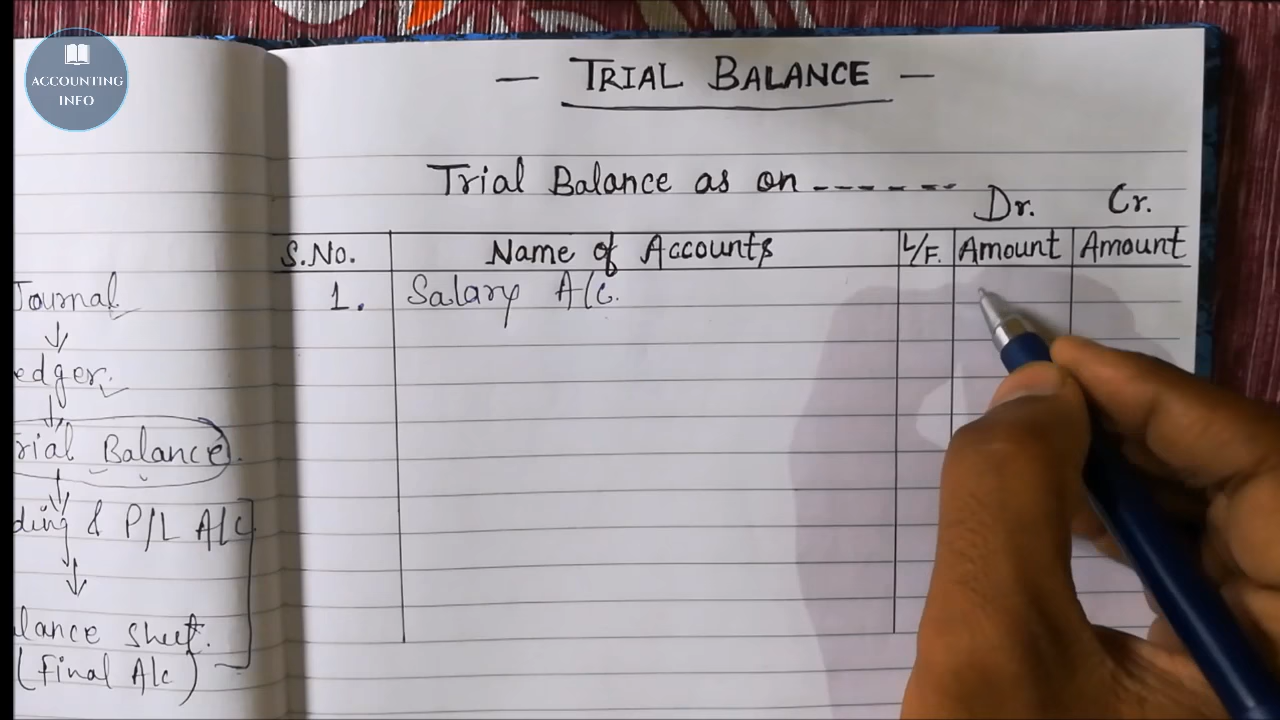 ACCOUNTING
INFO
Journal
edger.
rial Balance.
ding & P/L A/C
lance sheet.
(final A/c)
— TRIAL BALANCE —
Trial Balance as on ------
Dr. Cr.
S.No. Name of Accounts L/F. Amount Amount
1. Salary A/c.